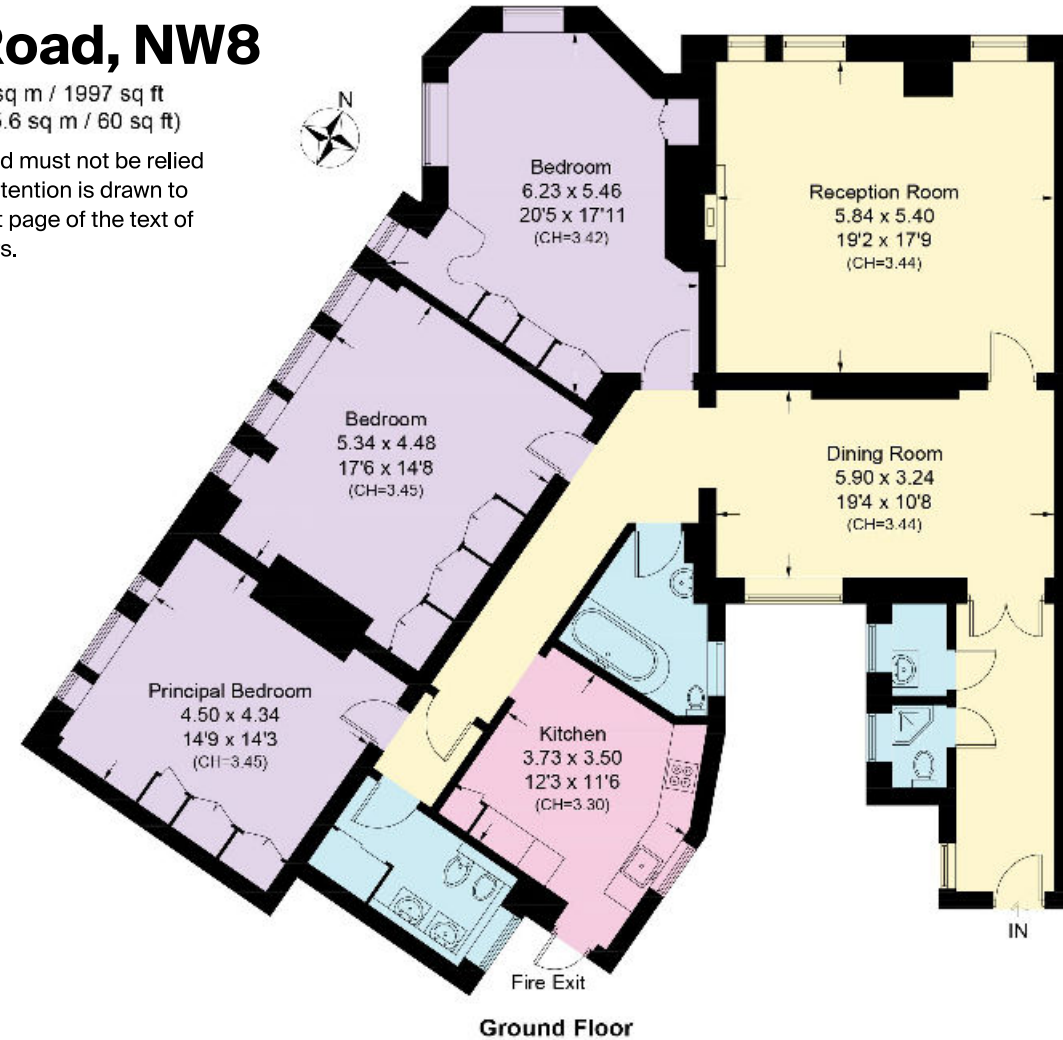 Road, NW8
sq m / 1997 sq ft
5.6 sq m / 60 sq ft)
d must not be relied
tention is drawn to
t page of the text of
s.
N
Bedroom
6.23 x 5.46
20'5 x 17'11
(CH=3.42)
Reception Room
5.84 x 5.40
19'2 x 17'9
(CH=3.44)
Bedroom
5.34 x 4.48
17'6 x 14'8
(CH=3.45)
Dining Room
5.90 x 3.24
19'4 x 10'8
(CH=3.44)
Principal Bedroom
4.50 x 4.34
14'9 x 14'3
(CH=3.45)
Kitchen
3.73 x 3.50
12'3 x 11'6
(CH=3.30)
IN
Fire Exit
Ground Floor